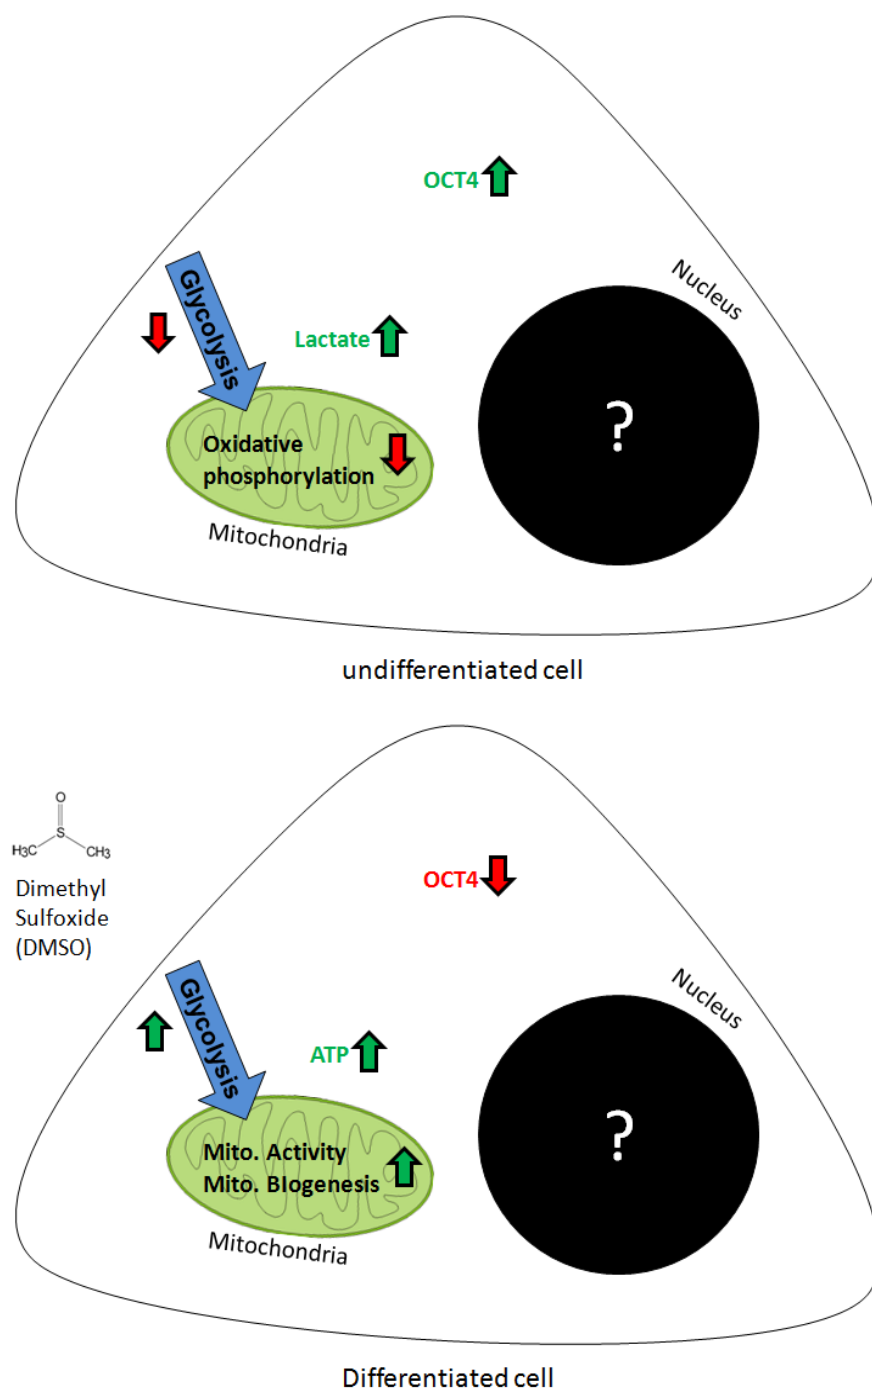 OCT4
Nucleus
Glycolysis
Lactate
?
Oxidative
phosphorylation
Mitochondria
undifferentiated cell
O
S
H3C
CH3
Dimethyl
Sulfoxide
(DMSO)
OCT4
Nucleus
Glycolysis
ATP
?
Mito. Activity
Mito. BIogenesis
Mitochondria
Differentiated cell